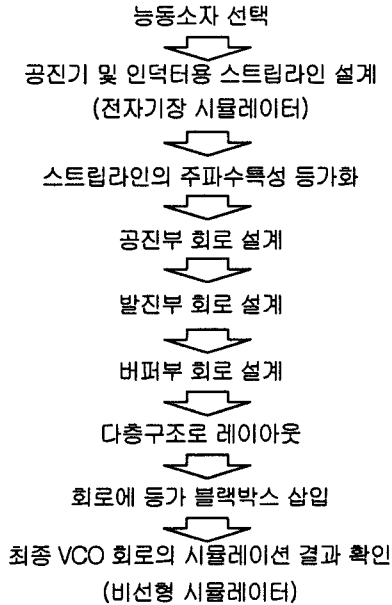 능동소자 선택
공진기 및 인덕터용 스트립라인 설계
(전자기장 시뮬레이터)
스트립라인의 주파수특성 등가화
공진부 회로 설계
발진부 회로 설계
버퍼부 회로 설계
다층구조로 레이아웃
회로에 등가 블랙박스 삽입
최종 VCO 회로의 시뮬레이션 결과 확인
(비선형 시뮬레이터)